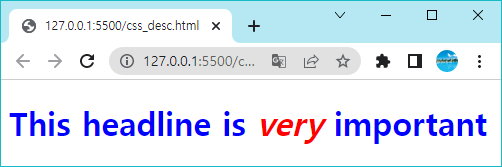 127.0.0.1:5500/css_desc.html
127.0.0.1:5500/c...
This headline is very important